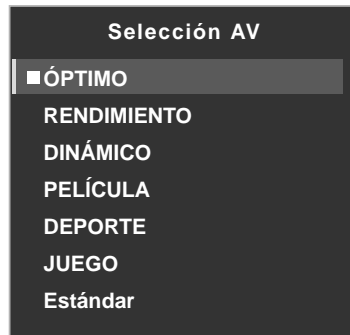 Selección AV
ÓPTIMO
RENDIMIENTO
DINÁMICO
PELÍCULA
DEPORTE
JUEGO
Estándar